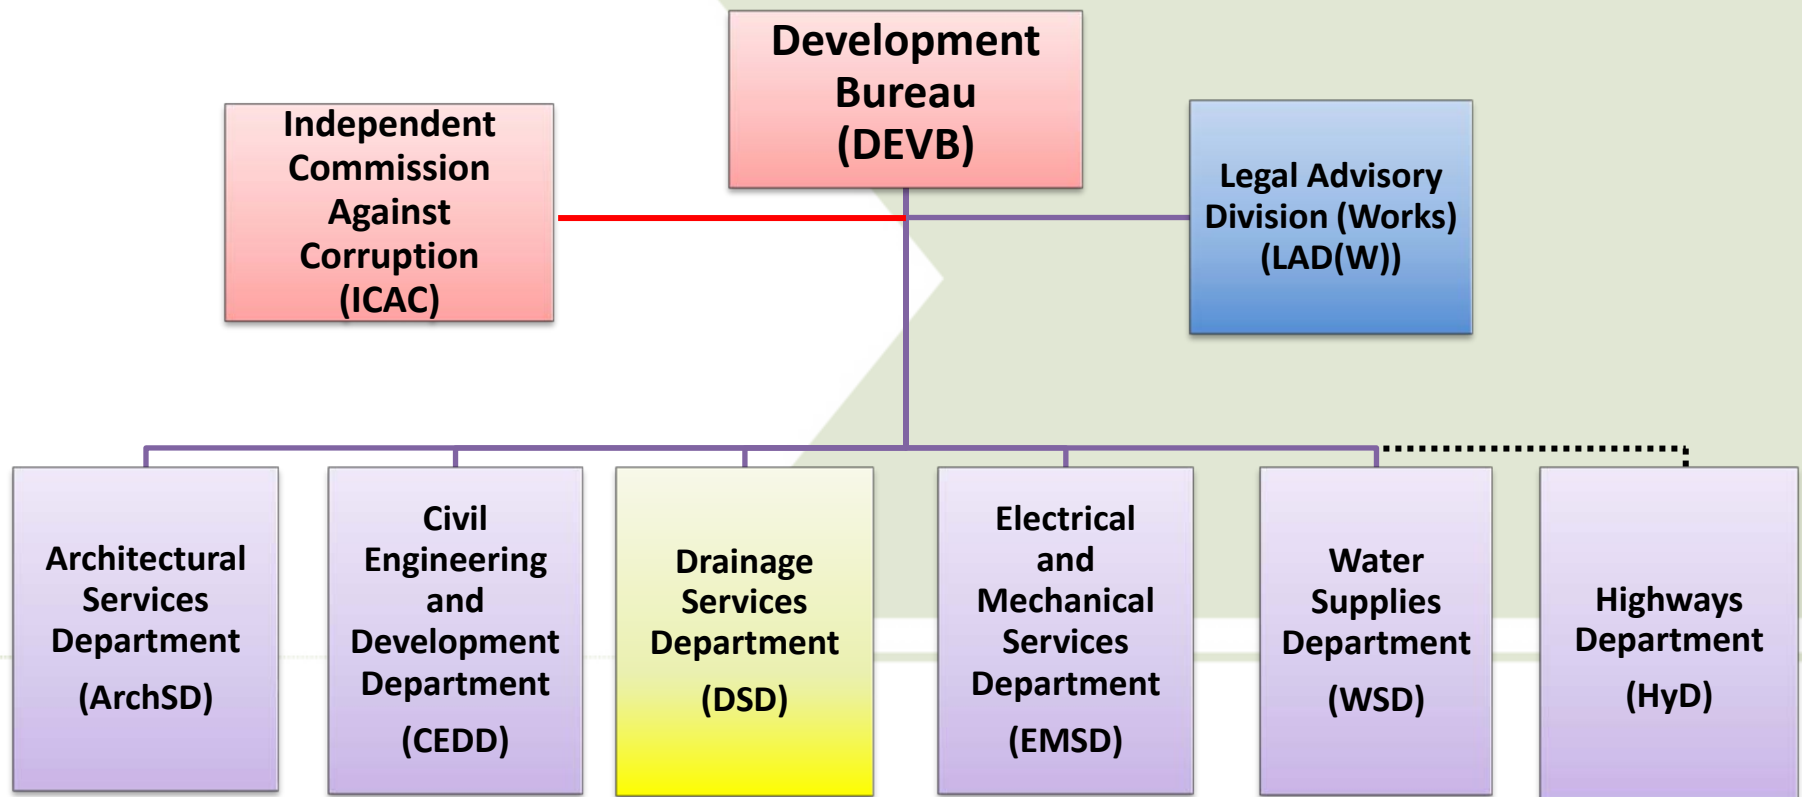 Development
Bureau
(DEVB)
Independent
Commission
Against
Corruption
(ICAC)
Legal Advisory
Division (Works)
(LAD(W))
Architectural
Services
Department
(ArchSD)
Civil
Engineering
and
Development
Department
(CEDD)
Drainage
Services
Department
(DSD)
Electrical
and
Mechanical
Services
Department
(EMSD)
Water
Supplies
Department
(WSD)
Highways
Department
(HyD)